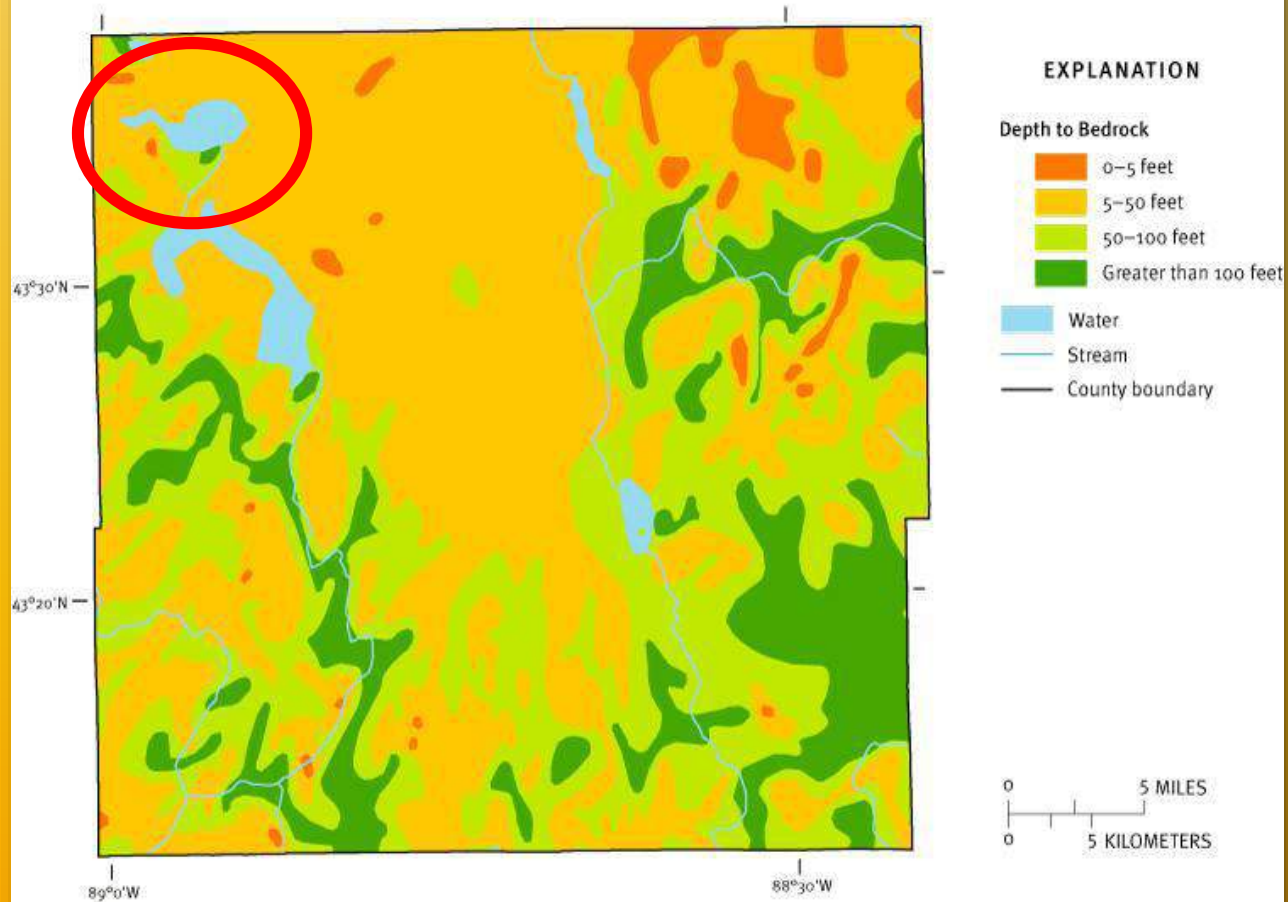 EXPLANATION
Depth to Bedrock
0–5 feet
5–50 feet
50–100 feet
Greater than 100 feet
Water
Stream
County boundary
43°30'N
43°20'N
0 5 MILES
0 5 KILOMETERS
89°0'W
88°30'W